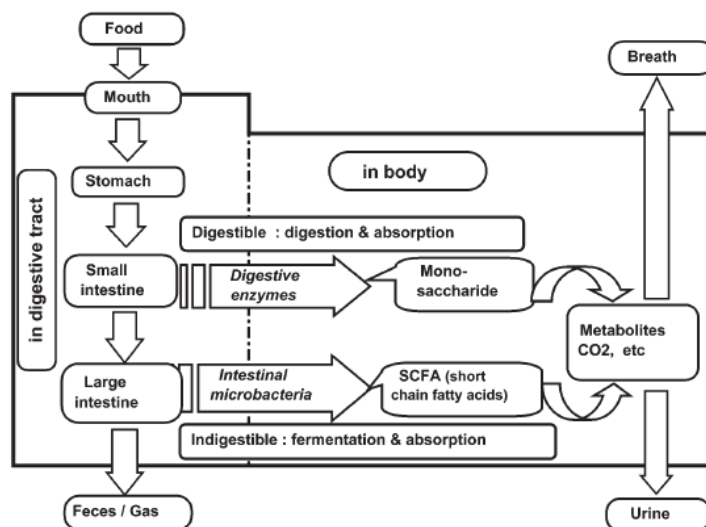 Food
Breath
Mouth
in body
Stomach
in digestive tract
Digestible : digestion & absorption
Small
intestine
Digestive
enzymes
Mono-
saccharide
Metabolites
CO2, etc
Large
intestine
Intestinal
microbacteria
SCFA (short
chain fatty acids)
Indigestible : fermentation & absorption
Feces / Gas
Urine